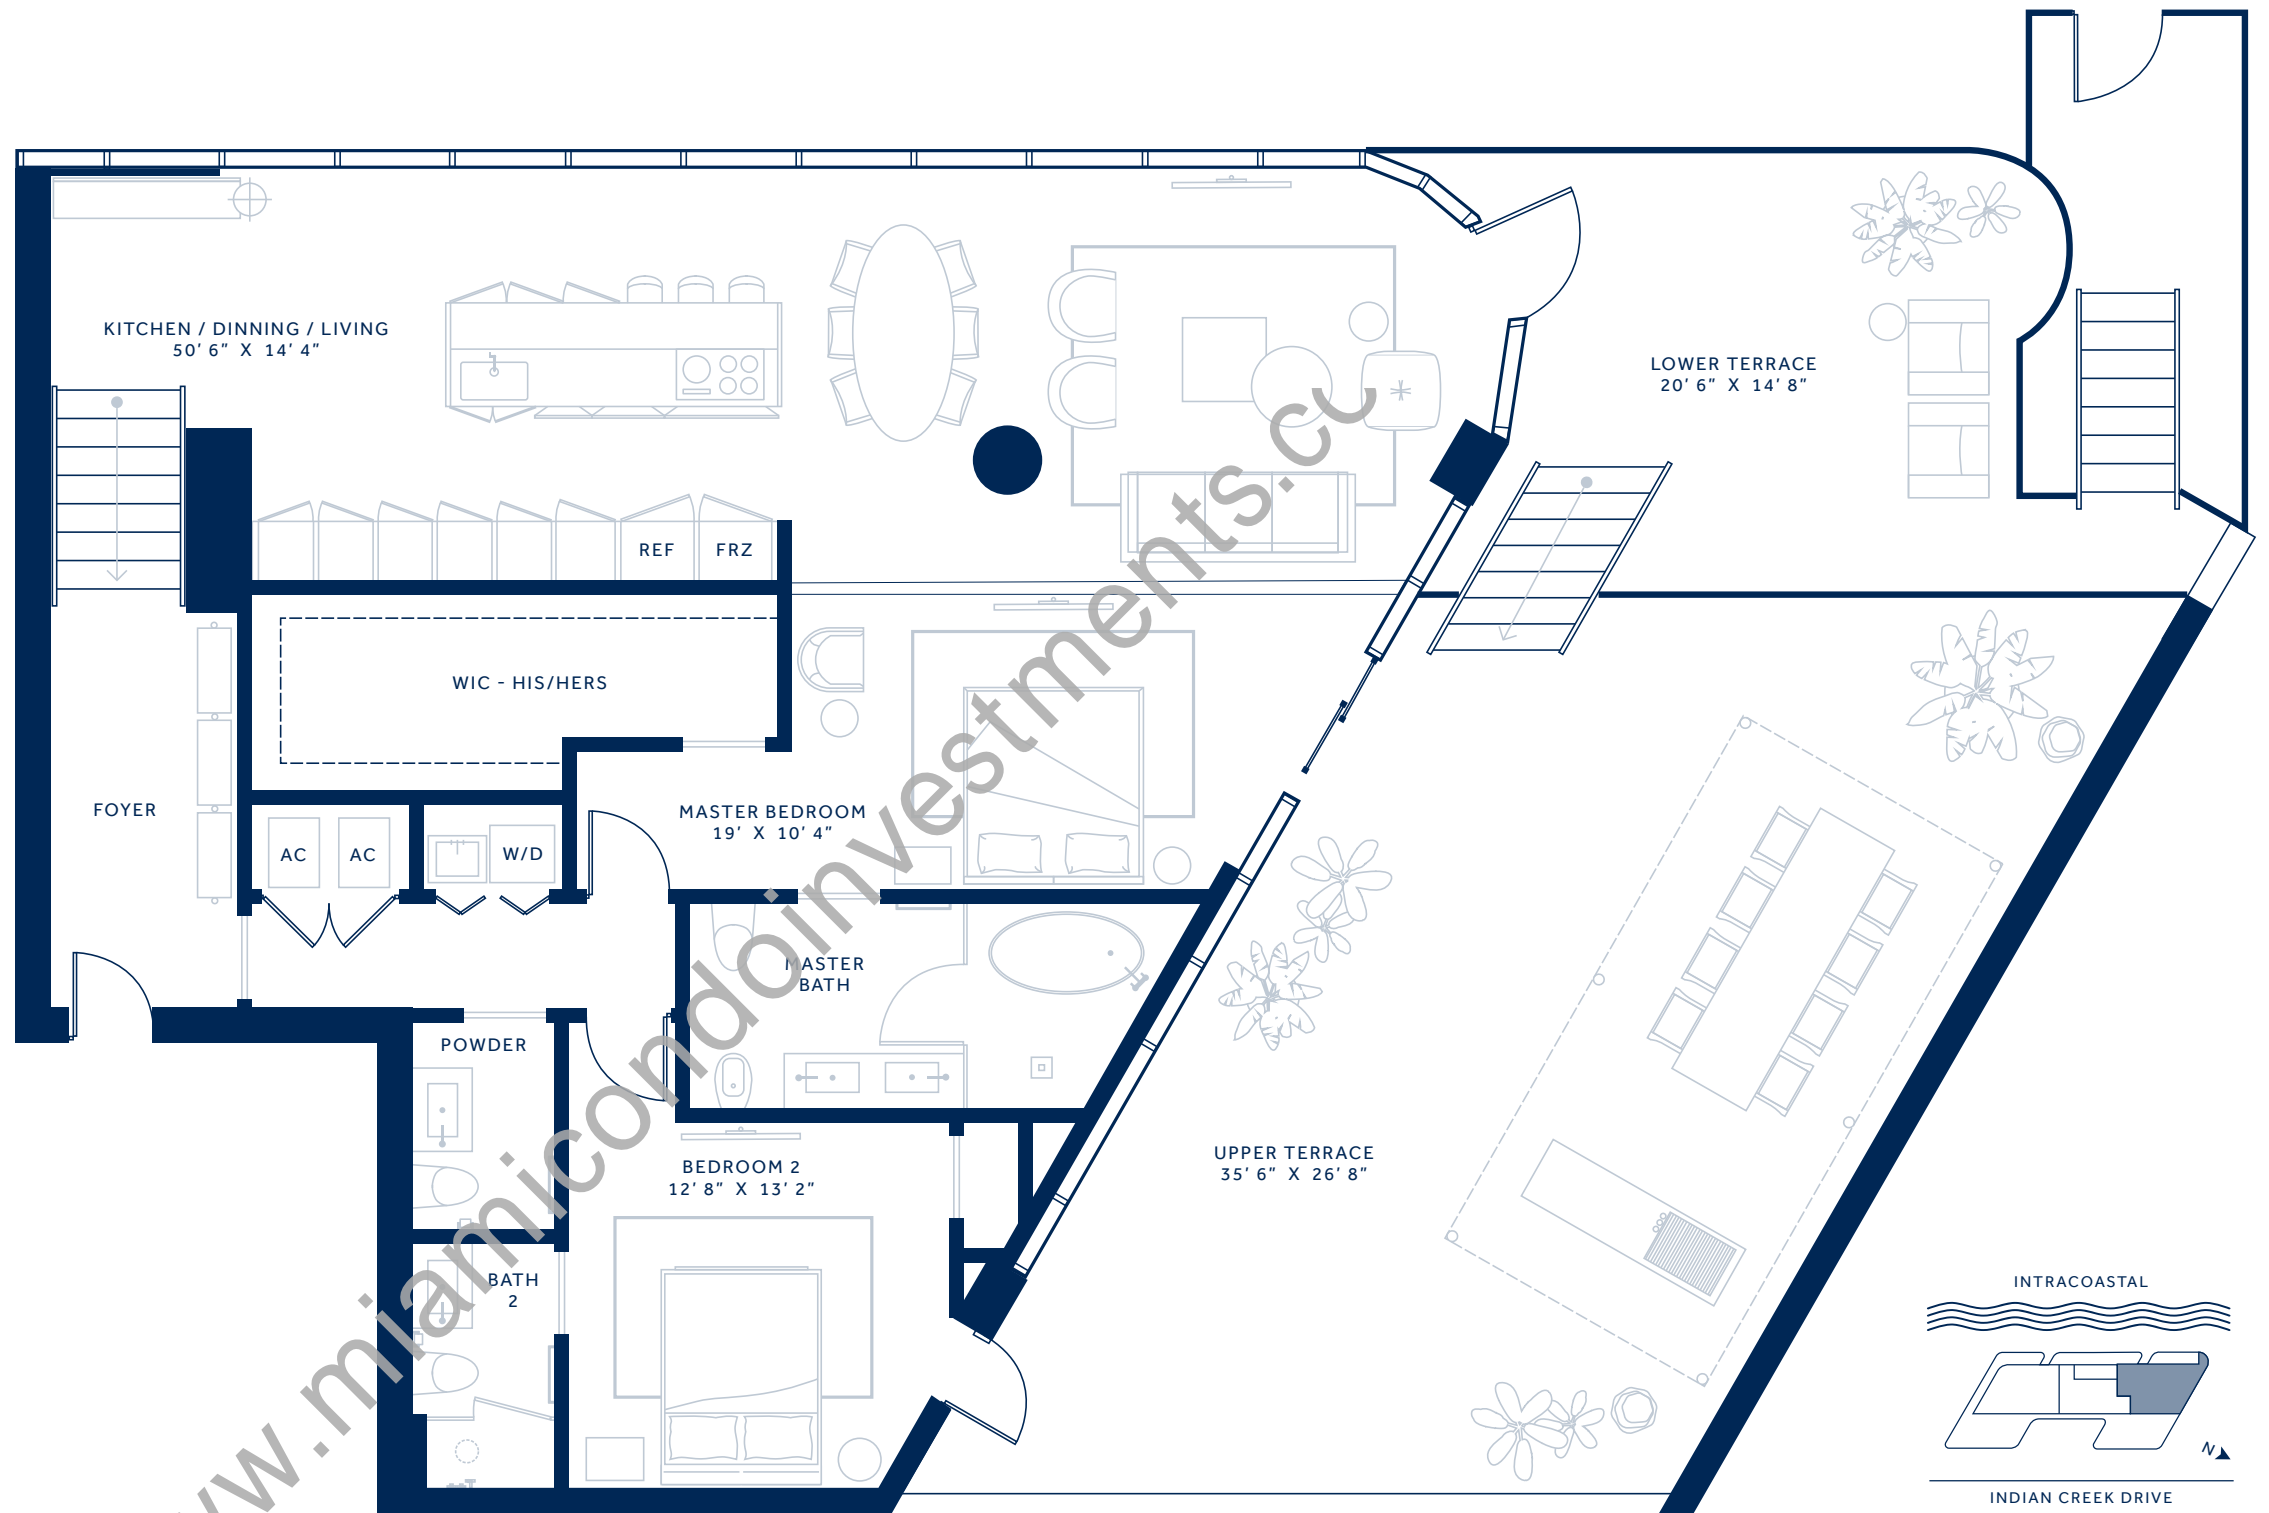 KITCHEN / DINNING / LIVING
50' 6" X 14' 4"
LOWER TERRACE
20' 6" X 14' 8"
REF
FRZ
WIC - HIS/HERS
FOYER
MASTER BEDROOM
19' X 10' 4"
AC
AC
W/D
MASTER
BATH
POWDER
BEDROOM 2
12' 8" X 13' 2"
UPPER TERRACE
35' 6" X 26' 8"
BATH
2
INTRACOASTAL
N
INDIAN CREEK DRIVE
w.miamicondoinvestments.cc